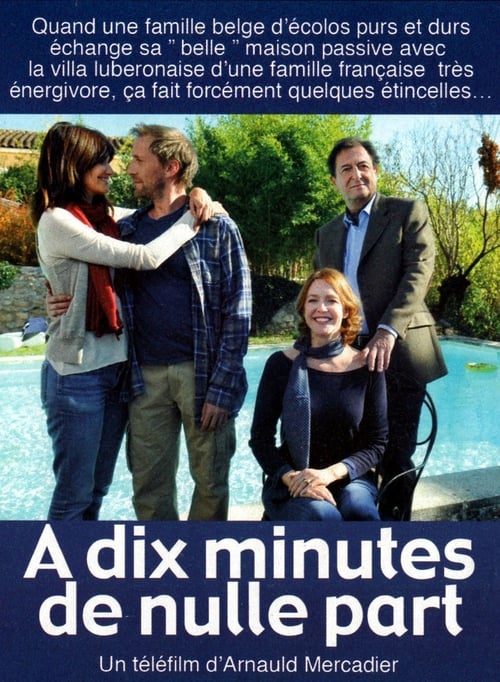 Quand une famille belge d'écolos purs et durs
échange sa " belle " maison passive avec
la villa luberonaise d'une famille française très
énergivore, ça fait forcément quelques étincelles...
A dix minutes
de nulle part
Un téléfilm d'Arnauld Mercadier